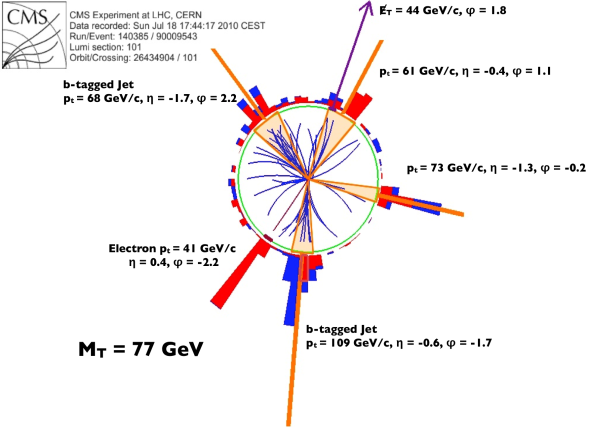 CMS
CMS Experiment at LHC, CERN
Data recorded: Sun Jul 18 17:44:17 2010 CEST
Run/Event: 140385 / 90009543
Lumi section: 101
Orbit/Crossing: 26434904 / 101
E̸T = 44 GeV/c, φ = 1.8
pt = 61 GeV/c, η = -0.4, φ = 1.1
b-tagged Jet
pt = 68 GeV/c, η = -1.7, φ = 2.2
pt = 73 GeV/c, η = -1.3, φ = -0.2
Electron pt = 41 GeV/c
η = 0.4, φ = -2.2
b-tagged Jet
pt = 109 GeV/c, η = -0.6, φ = -1.7
MT = 77 GeV